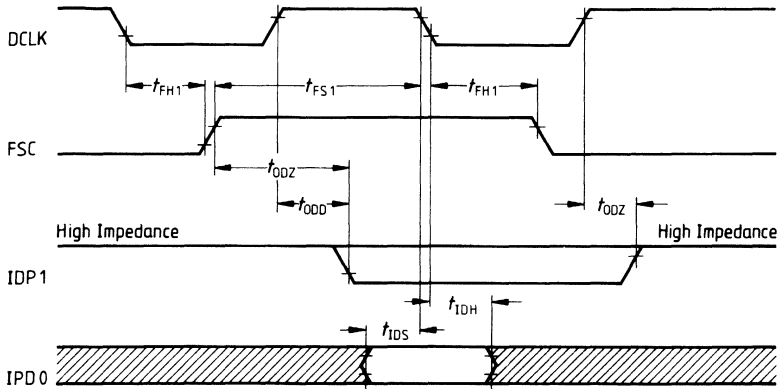 DCLK
tFH1 tFS1 tFH1
FSC
tODZ
tODD tODZ
High Impedance High Impedance
IDP1
tIDH
tIDS
IPD0